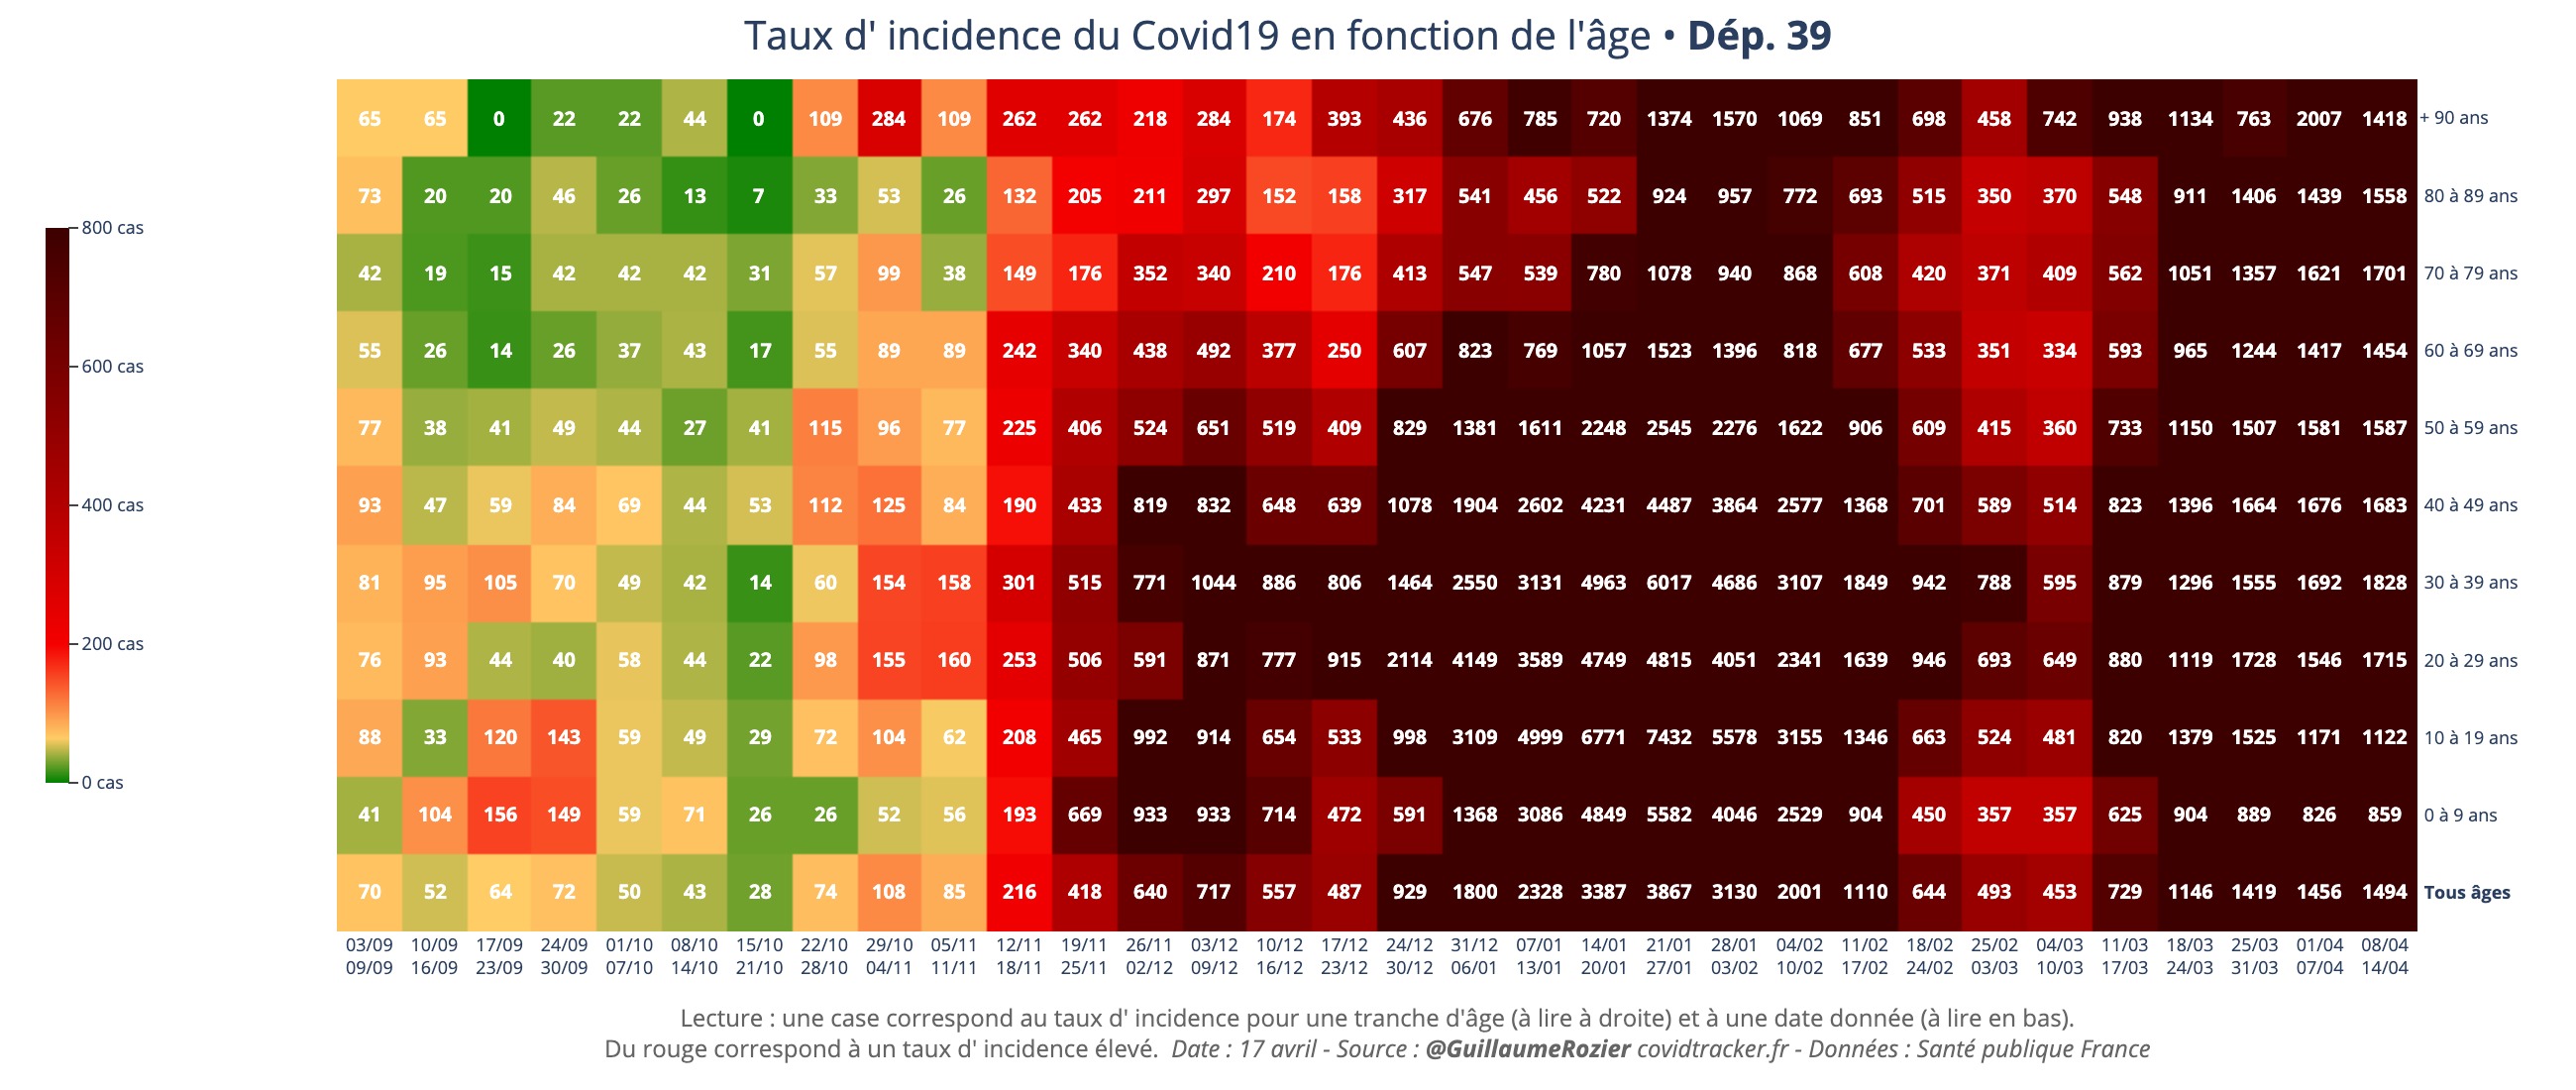 Taux d' incidence du Covid19 en fonction de l'âge • Dép. 39
65 65 0 22 22 44 0 109 284 109 262 262 218 284 174 393 436 676 785 720 1374 1570 1069 851 698 458 742 938 1134 763 2007 1418 + 90 ans
73 20 20 46 26 13 7 33 53 26 132 205 211 297 152 158 317 541 456 522 924 957 772 693 515 350 370 548 911 1406 1439 1558 80 à 89 ans
800 cas
42 19 15 42 42 42 31 57 99 38 149 176 352 340 210 176 413 547 539 780 1078 940 868 608 420 371 409 562 1051 1357 1621 1701 70 à 79 ans
55 26 14 26 37 43 17 55 89 89 242 340 438 492 377 250 607 823 769 1057 1523 1396 818 677 533 351 334 593 965 1244 1417 1454 60 à 69 ans
600 cas
77 38 41 49 44 27 41 115 96 77 225 406 524 651 519 409 829 1381 1611 2248 2545 2276 1622 906 609 415 360 733 1150 1507 1581 1587 50 à 59 ans
400 cas
93 47 59 84 69 44 53 112 125 84 190 433 819 832 648 639 1078 1904 2602 4231 4487 3864 2577 1368 701 589 514 823 1396 1664 1676 1683 40 à 49 ans
81 95 105 70 49 42 14 60 154 158 301 515 771 1044 886 806 1464 2550 3131 4963 6017 4686 3107 1849 942 788 595 879 1296 1555 1692 1828 30 à 39 ans
200 cas
76 93 44 40 58 44 22 98 155 160 253 506 591 871 777 915 2114 4149 3589 4749 4815 4051 2341 1639 946 693 649 880 1119 1728 1546 1715 20 à 29 ans
88 33 120 143 59 49 29 72 104 62 208 465 992 914 654 533 998 3109 4999 6771 7432 5578 3155 1346 663 524 481 820 1379 1525 1171 1122 10 à 19 ans
0 cas
41 104 156 149 59 71 26 26 52 56 193 669 933 933 714 472 591 1368 3086 4849 5582 4046 2529 904 450 357 357 625 904 889 826 859 0 à 9 ans
70 52 64 72 50 43 28 74 108 85 216 418 640 717 557 487 929 1800 2328 3387 3867 3130 2001 1110 644 493 453 729 1146 1419 1456 1494 Tous âges
03/09 10/09 17/09 24/09 01/10 08/10 15/10 22/10 29/10 05/11 12/11 19/11 26/11 03/12 10/12 17/12 24/12 31/12 07/01 14/01 21/01 28/01 04/02 11/02 18/02 25/02 04/03 11/03 18/03 25/03 01/04 08/04
09/09 16/09 23/09 30/09 07/10 14/10 21/10 28/10 04/11 11/11 18/11 25/11 02/12 09/12 16/12 23/12 30/12 06/01 13/01 20/01 27/01 03/02 10/02 17/02 24/02 03/03 10/03 17/03 24/03 31/03 07/04 14/04
Lecture : une case correspond au taux d' incidence pour une tranche d'âge (à lire à droite) et à une date donnée (à lire en bas).
Du rouge correspond à un taux d' incidence élevé. Date : 17 avril - Source : @GuillaumeRozier covidtracker.fr - Données : Santé publique France